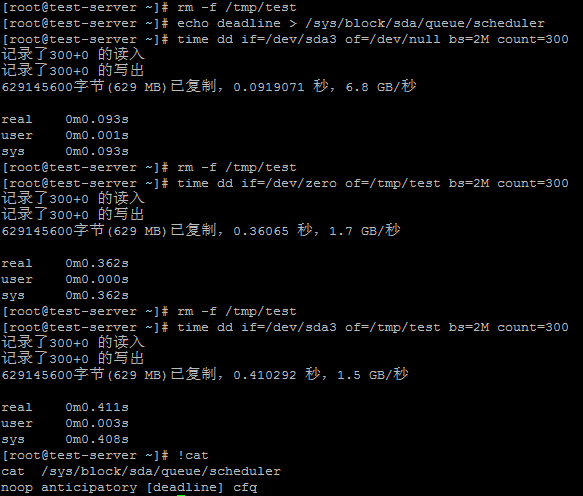 [root@test-server ~]# rm -f /tmp/test
[root@test-server ~]# echo deadline > /sys/block/sda/queue/scheduler
[root@test-server ~]# time dd if=/dev/sda3 of=/dev/null bs=2M count=300
记录了300+0 的读入
记录了300+0 的写出
629145600字节(629 MB)已复制，0.0919071 秒，6.8 GB/秒

real    0m0.093s
user    0m0.001s
sys     0m0.093s
[root@test-server ~]# rm -f /tmp/test
[root@test-server ~]# time dd if=/dev/zero of=/tmp/test bs=2M count=300
记录了300+0 的读入
记录了300+0 的写出
629145600字节(629 MB)已复制，0.36065 秒，1.7 GB/秒

real    0m0.362s
user    0m0.000s
sys     0m0.362s
[root@test-server ~]# rm -f /tmp/test
[root@test-server ~]# time dd if=/dev/sda3 of=/tmp/test bs=2M count=300
记录了300+0 的读入
记录了300+0 的写出
629145600字节(629 MB)已复制，0.410292 秒，1.5 GB/秒

real    0m0.411s
user    0m0.003s
sys     0m0.408s
[root@test-server ~]# !cat
cat  /sys/block/sda/queue/scheduler
noop anticipatory [deadline] cfq